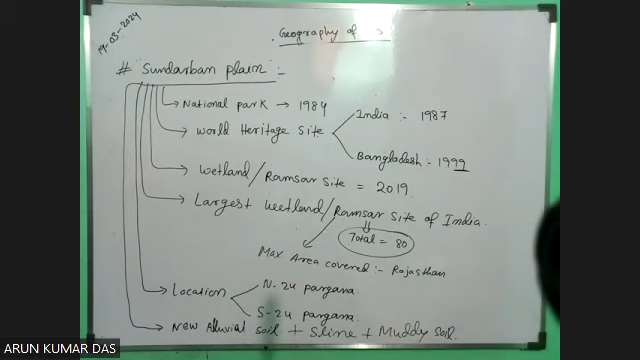 19-03-2024
Geography of
# Sundarban plain :-
National park → 1984
World Heritage Site
India :- 1987
Bangladesh - 1999
Wetland/Ramsar Site = 2019
Largest Wetland/Ramsar Site of India.
Total = 80
Max Area covered :- Rajasthan
Location
N-24 pargana
S-24 pargana
New Alluvial soil + Slime + Muddy soil.
ARUN KUMAR DAS